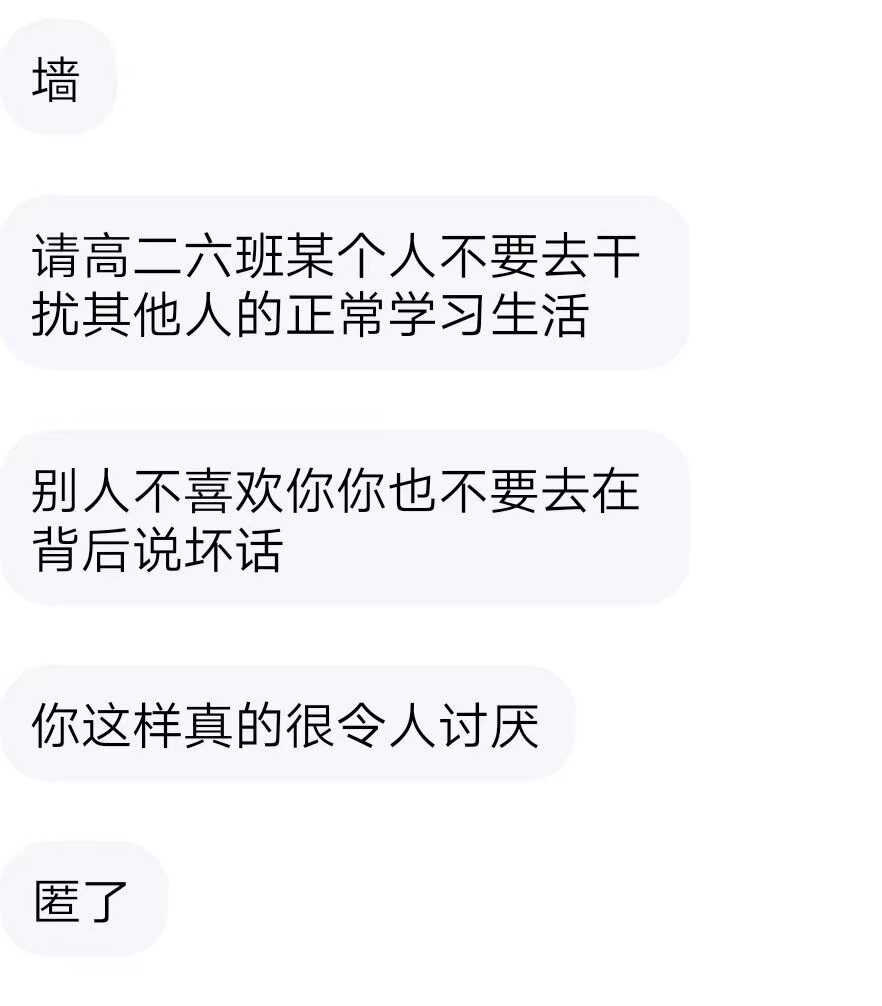 墙
请高二六班某个人不要去干
扰其他人的正常学习生活
别人不喜欢你你也不要去在
背后说坏话
你这样真的很令人讨厌
匿了